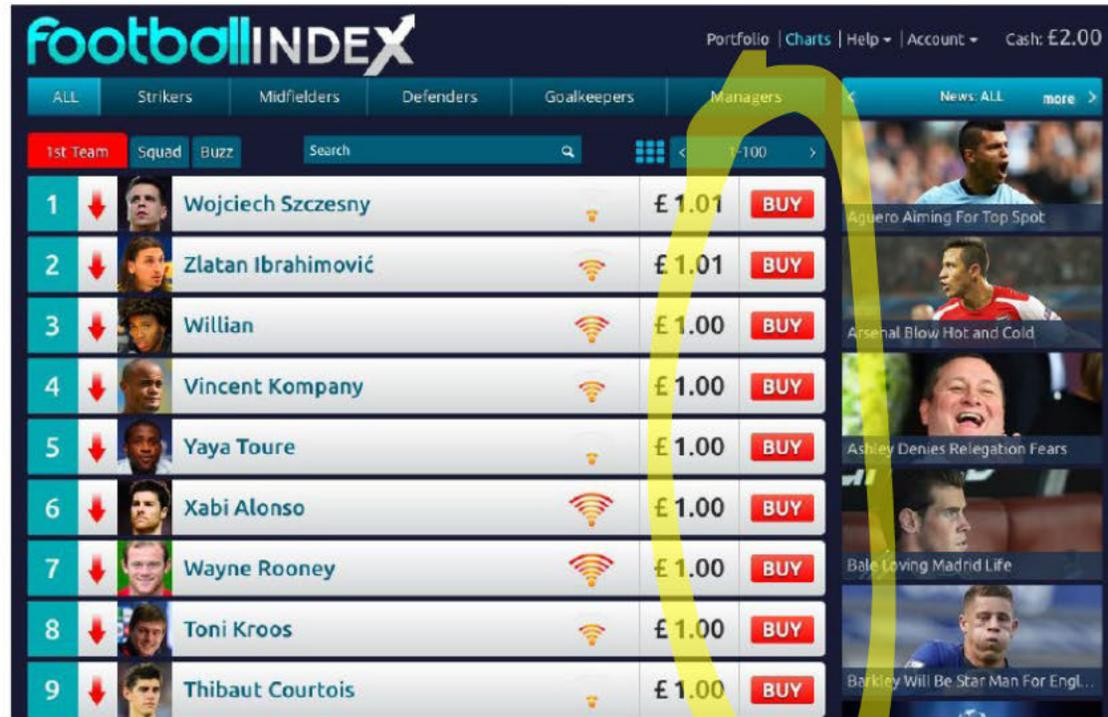 footballINDEX
Portfolio | Charts | Help | Account Cash: £2.00
ALL Strikers Midfielders Defenders Goalkeepers Managers
News: ALL more
1st Team Squad Buzz Search 1-100
1 Wojciech Szczesny £1.01 BUY
2 Zlatan Ibrahimović £1.01 BUY
3 Willian £1.00 BUY
4 Vincent Kompany £1.00 BUY
5 Yaya Toure £1.00 BUY
6 Xabi Alonso £1.00 BUY
7 Wayne Rooney £1.00 BUY
8 Toni Kroos £1.00 BUY
9 Thibaut Courtois £1.00 BUY
Aguero Aiming For Top Spot
Arsenal Blow Hot and Cold
Ashley Denies Relegation Fears
Bale Loving Madrid Life
Barkley Will Be Star Man For Engl...